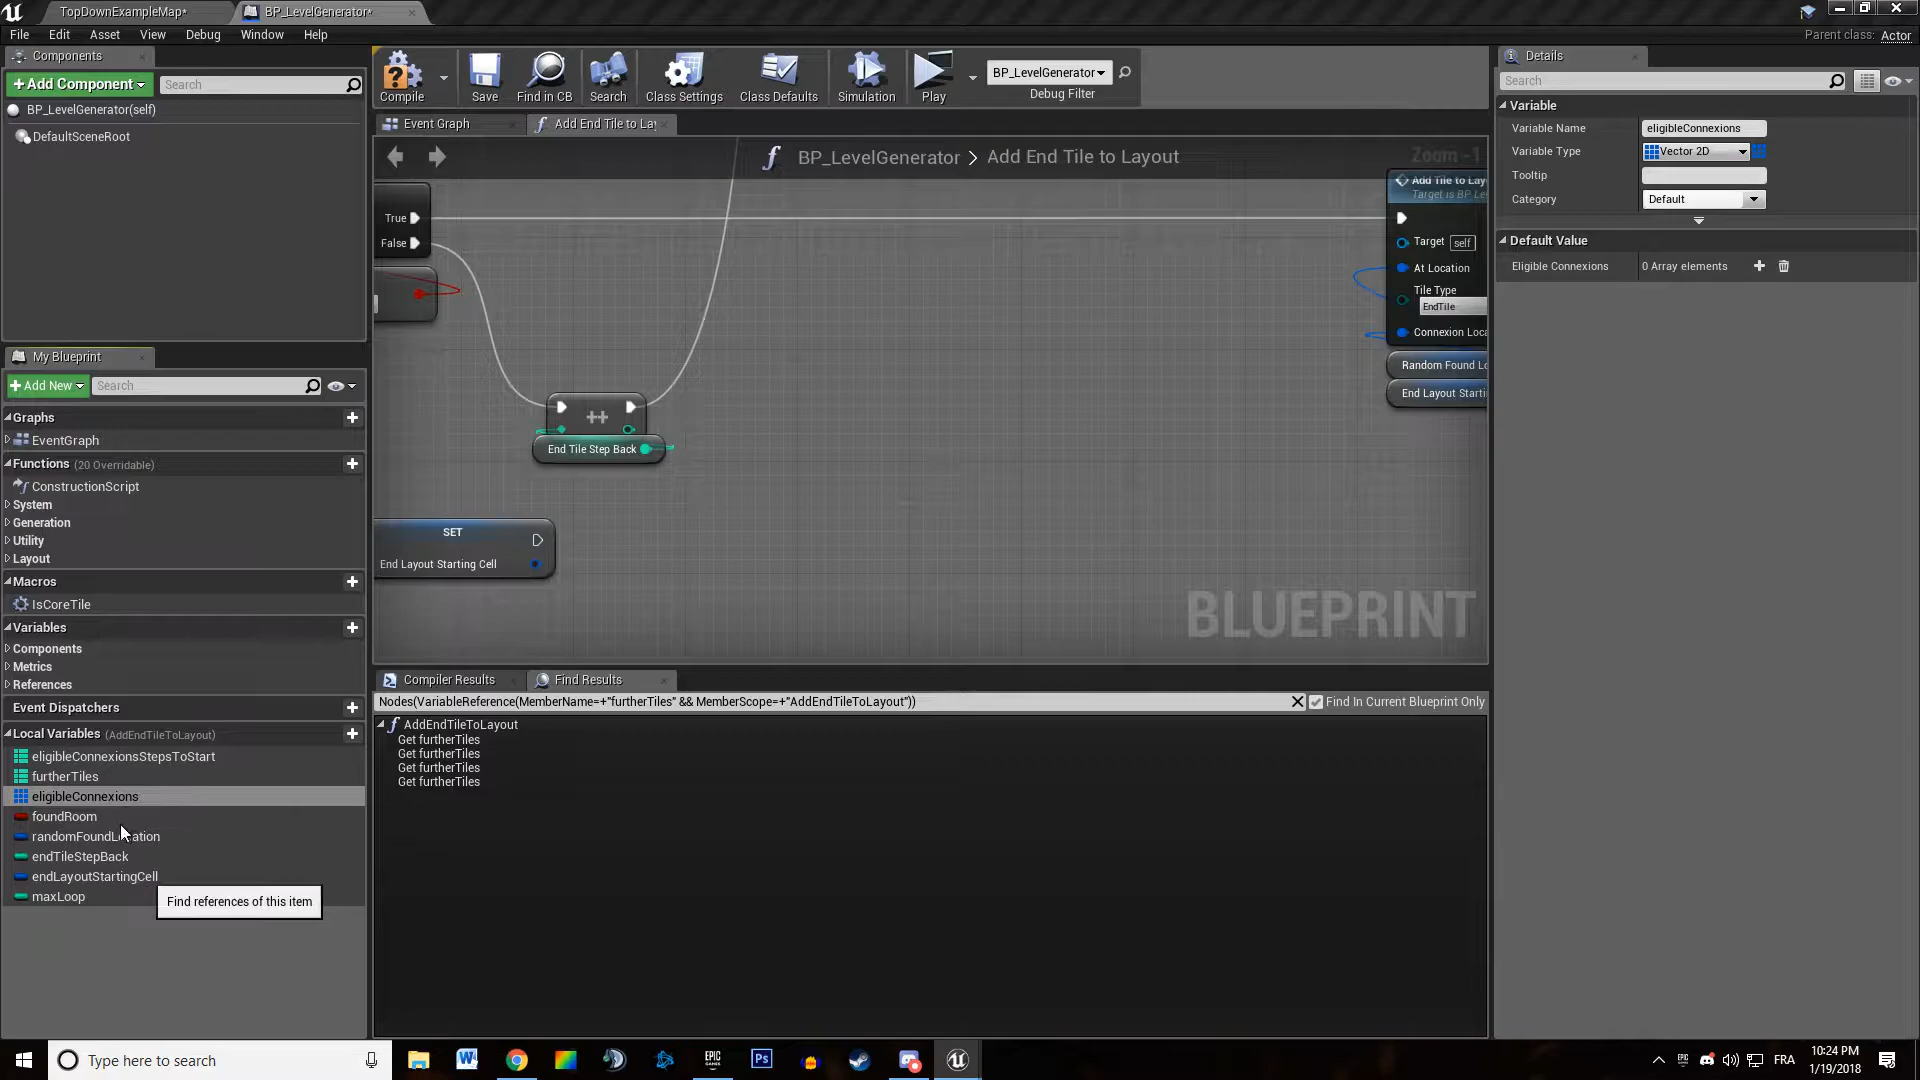 TopDownExampleMap*
BP_LevelGenerator*
File Edit Asset View Debug Window Help
Parent class: Actor
Components
+Add Component
Search
BP_LevelGenerator(self)
DefaultSceneRoot
Compile
Save
Find in CB
Search
Class Settings
Class Defaults
Simulation
Play
BP_LevelGenerator
Debug Filter
Event Graph
Add End Tile to La
BP_LevelGenerator > Add End Tile to Layout
Zoom -1
True
False
++
End Tile Step Back
SET
End Layout Starting Cell
Add Tile to Lay
Target is BP Le
Target self
At Location
Tile Type
EndTile
Connexion Loca
Random Found Lo
End Layout Starti
BLUEPRINT
My Blueprint
+Add New
Search
Graphs
EventGraph
Functions (20 Overridable)
ConstructionScript
System
Generation
Utility
Layout
Macros
IsCoreTile
Variables
Components
Metrics
References
Event Dispatchers
Local Variables (AddEndTileToLayout)
eligibleConnexionsStepsToStart
furtherTiles
eligibleConnexions
foundRoom
randomFoundLocation
endTileStepBack
endLayoutStartingCell
maxLoop
Find references of this item
Compiler Results
Find Results
Nodes(VariableReference(MemberName=+"furtherTiles" && MemberScope=+"AddEndTileToLayout"))
Find In Current Blueprint Only
AddEndTileToLayout
Get furtherTiles
Get furtherTiles
Get furtherTiles
Get furtherTiles
Details
Search
Variable
Variable Name eligibleConnexions
Variable Type Vector 2D
Tooltip
Category Default
Default Value
Eligible Connexions 0 Array elements
Type here to search
EPIC GAMES
Ps
FRA
10:24 PM
1/19/2018